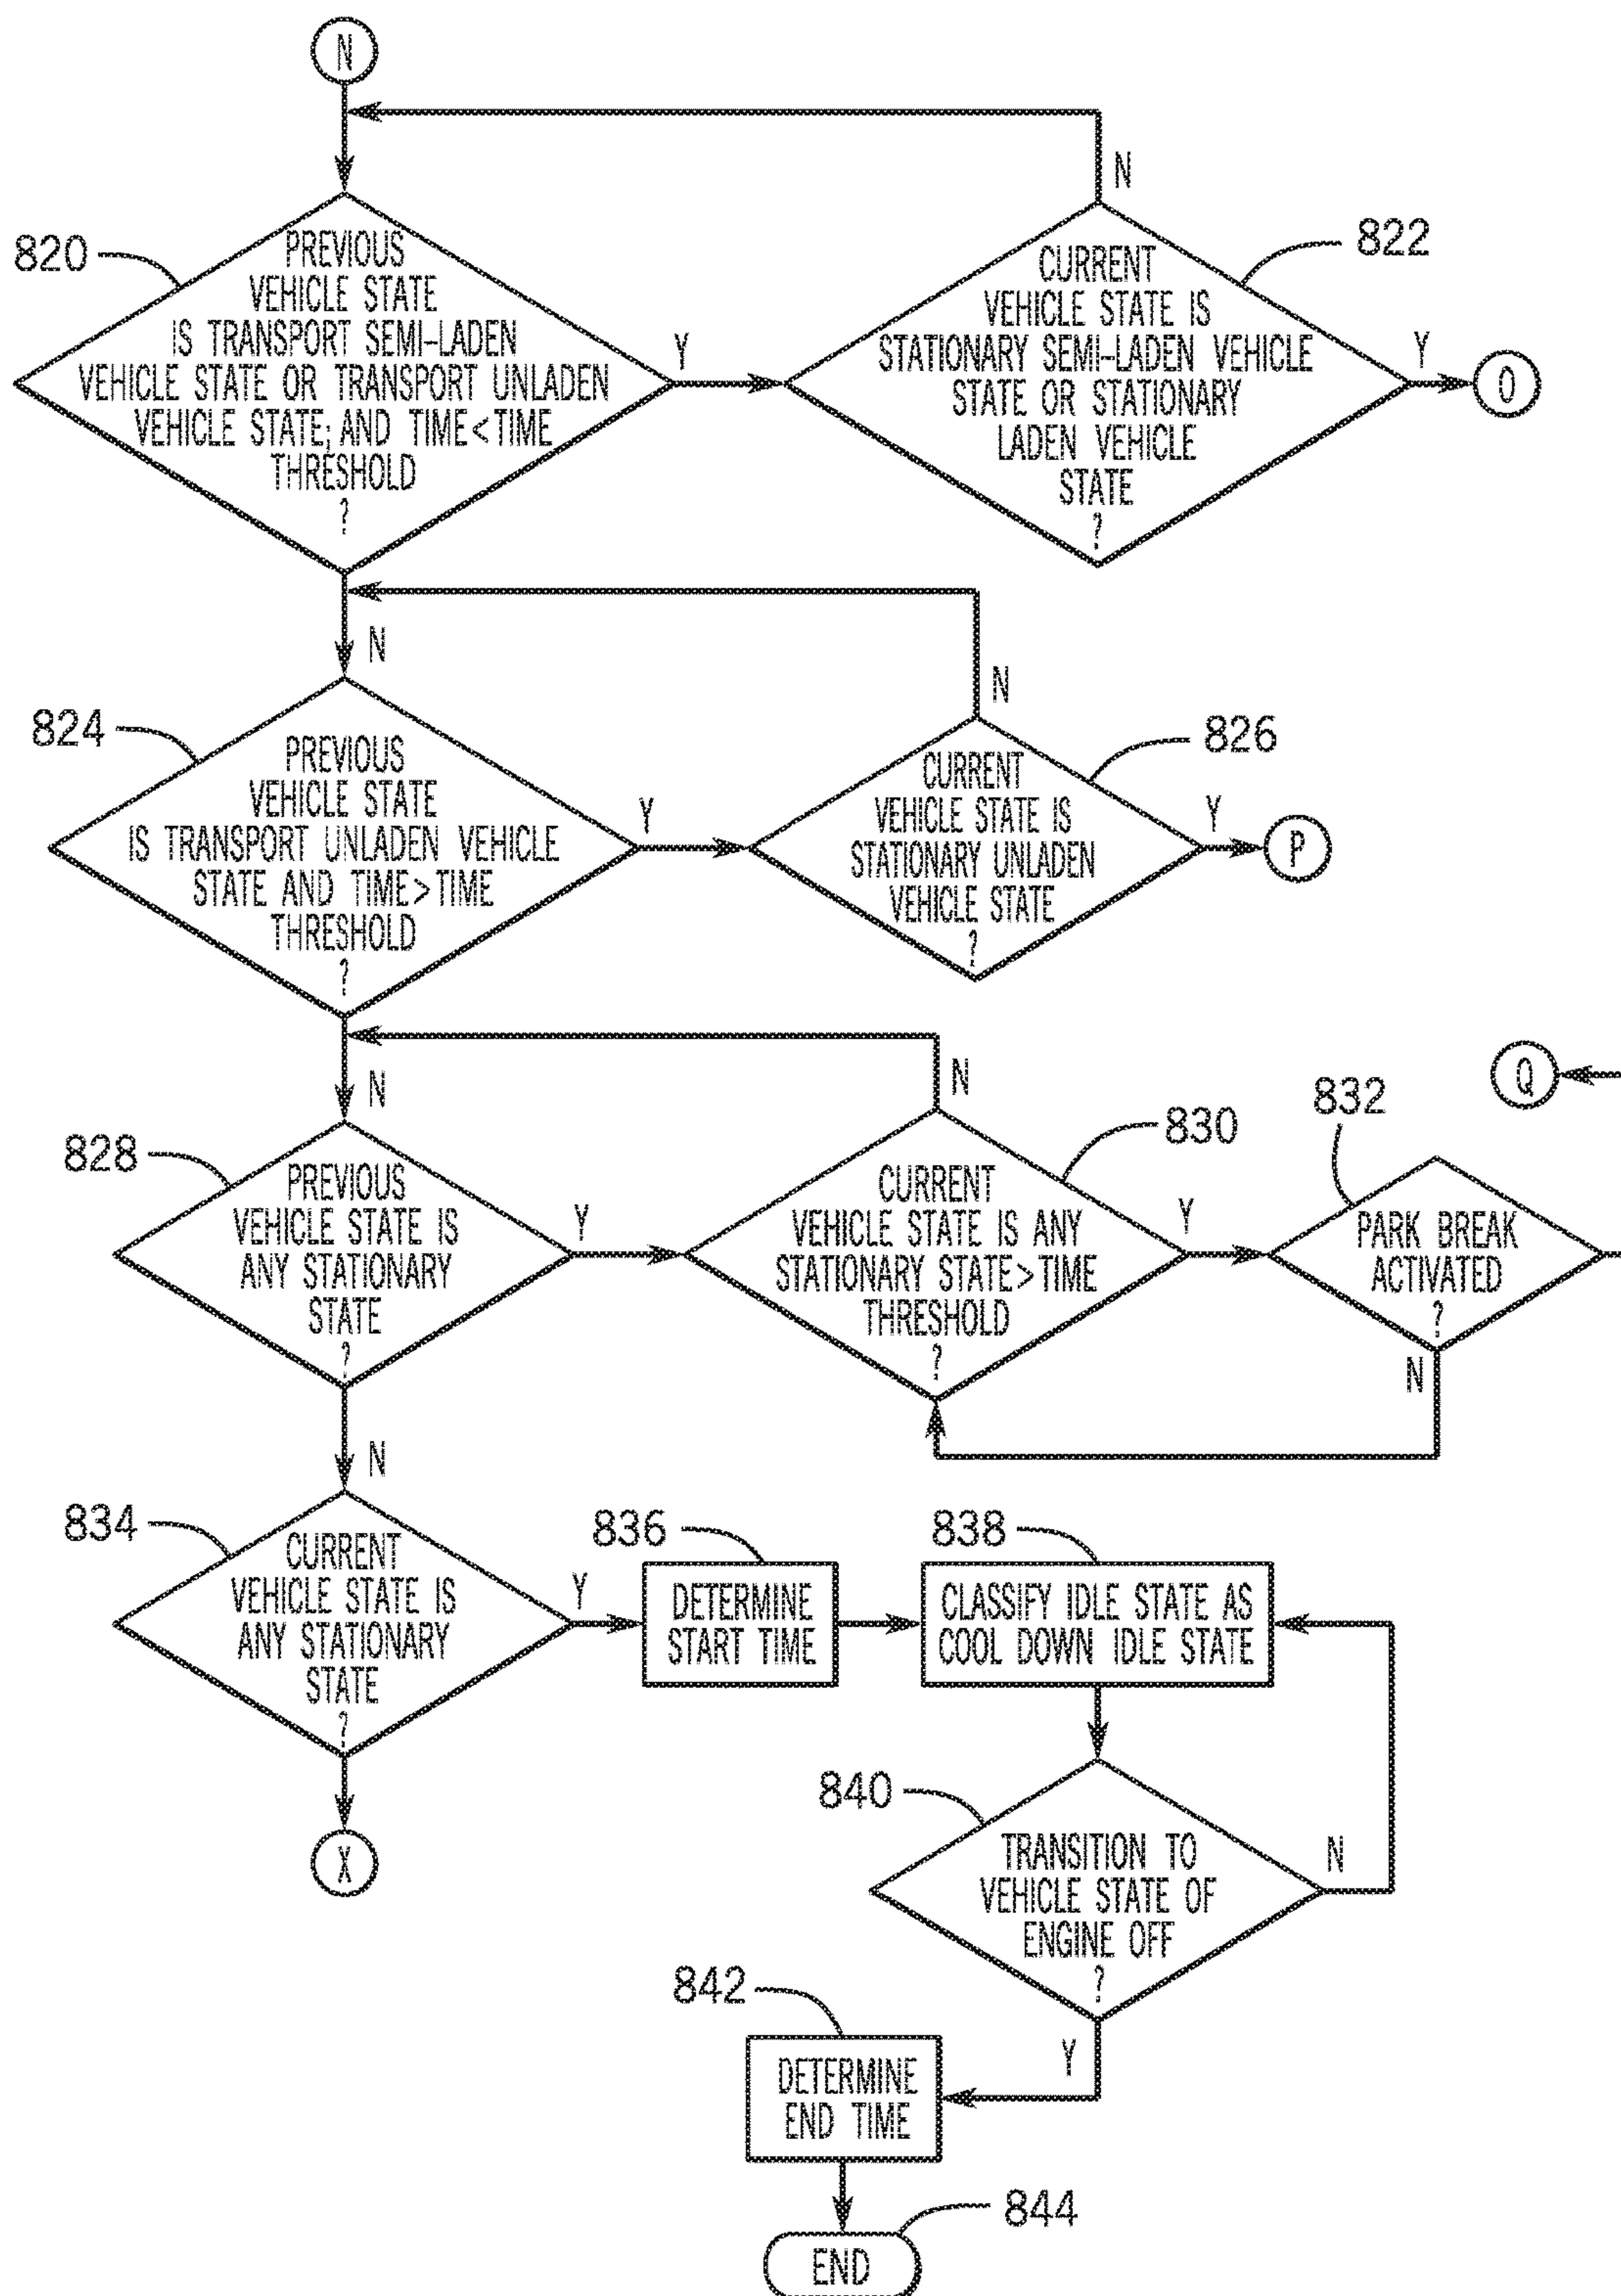 N
N
820
PREVIOUS
VEHICLE STATE
IS TRANSPORT SEMI-LADEN
VEHICLE STATE OR TRANSPORT UNLADEN
VEHICLE STATE; AND TIME < TIME
THRESHOLD
?
Y
822
CURRENT
VEHICLE STATE IS
STATIONARY SEMI-LADEN VEHICLE
STATE OR STATIONARY
LADEN VEHICLE
STATE
?
Y
O
N
N
824
PREVIOUS
VEHICLE STATE
IS TRANSPORT UNLADEN VEHICLE
STATE AND TIME > TIME
THRESHOLD
?
Y
826
CURRENT
VEHICLE STATE IS
STATIONARY UNLADEN
VEHICLE STATE
?
Y
P
N
N
828
PREVIOUS
VEHICLE STATE IS
ANY STATIONARY
STATE
?
Y
830
CURRENT
VEHICLE STATE IS ANY
STATIONARY STATE > TIME
THRESHOLD
?
Y
832
PARK BREAK
ACTIVATED
?
N
Q
N
834
CURRENT
VEHICLE STATE IS
ANY STATIONARY
STATE
?
Y
X
836
DETERMINE
START TIME
838
CLASSIFY IDLE STATE AS
COOL DOWN IDLE STATE
840
TRANSITION TO
VEHICLE STATE OF
ENGINE OFF
?
N
Y
842
DETERMINE
END TIME
844
END